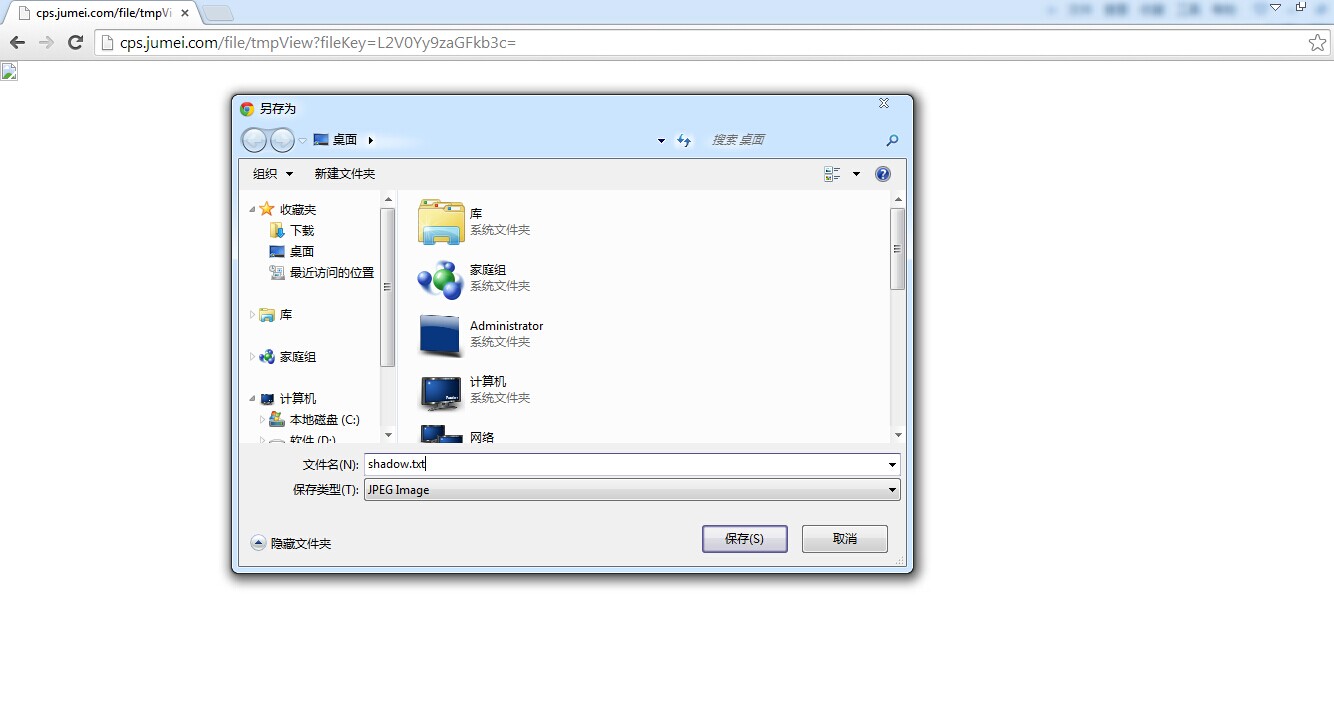 cps.jumei.com/file/tmpVi
cps.jumei.com/file/tmpView?fileKey=L2V0Yy9zaGFkb3c=
另存为
桌面
搜索 桌面
组织
新建文件夹
收藏夹
下载
桌面
最近访问的位置
库
家庭组
计算机
本地磁盘 (C:)
软件 (D:)
库
系统文件夹
家庭组
系统文件夹
Administrator
系统文件夹
计算机
系统文件夹
网络
文件名(N):
shadow.txt
保存类型(T):
JPEG Image
隐藏文件夹
保存(S)
取消